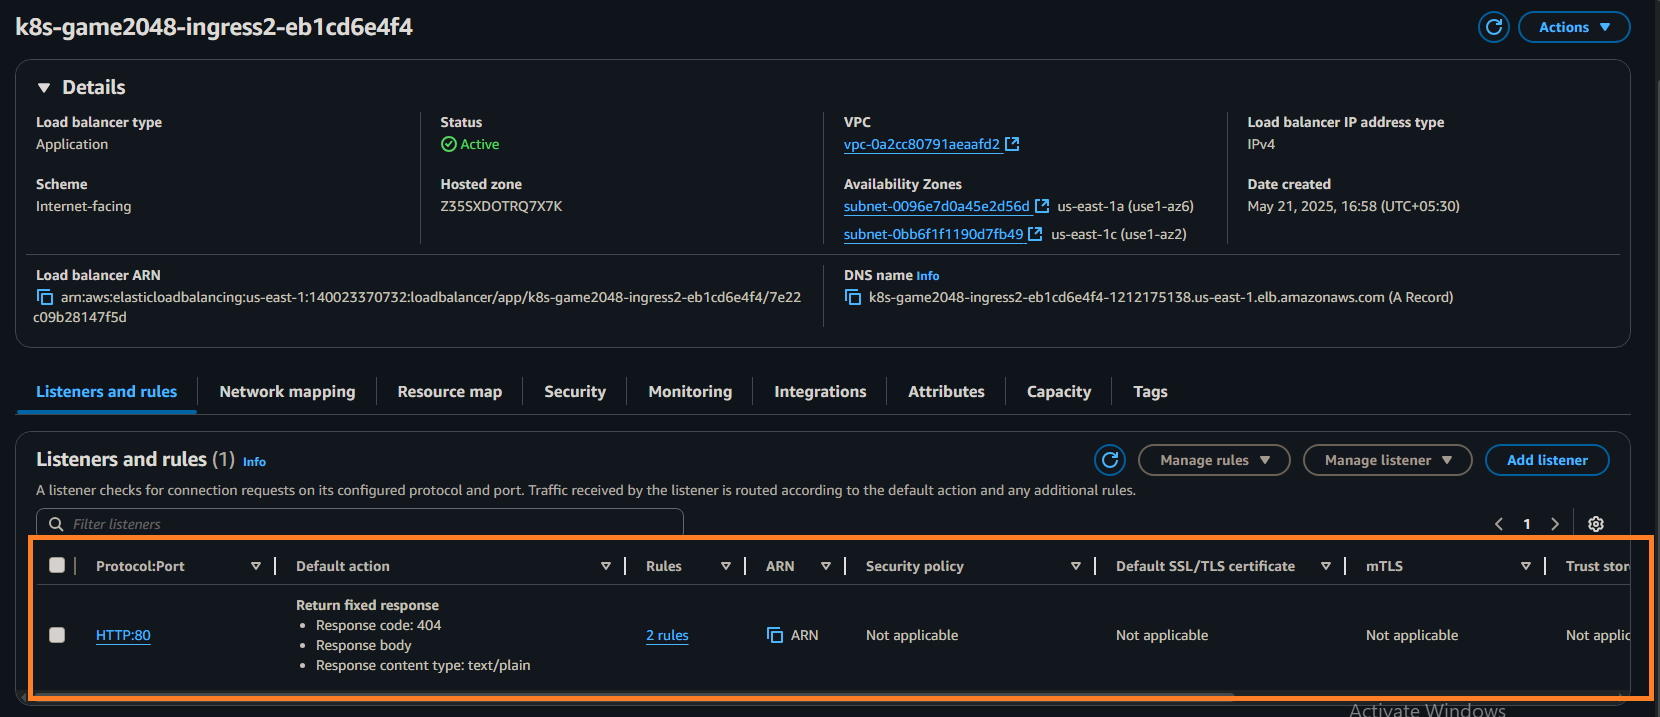 k8s-game2048-ingress2-eb1cd6e4f4
Actions
Details
Load balancer type
Application
Status
Active
VPC
vpc-0a2cc80791aeaafd2
Load balancer IP address type
IPv4
Scheme
Internet-facing
Hosted zone
Z35SXDOTRQ7X7K
Availability Zones
subnet-0096e7d0a45e2d56d us-east-1a (use1-az6)
subnet-0bb6f1f1190d7fb49 us-east-1c (use1-az2)
Date created
May 21, 2025, 16:58 (UTC+05:30)
Load balancer ARN
arn:aws:elasticloadbalancing:us-east-1:140023370732:loadbalancer/app/k8s-game2048-ingress2-eb1cd6e4f4/7e22
c09b28147f5d
DNS name Info
k8s-game2048-ingress2-eb1cd6e4f4-1212175138.us-east-1.elb.amazonaws.com (A Record)
Listeners and rules Network mapping Resource map Security Monitoring Integrations Attributes Capacity Tags
Listeners and rules (1) Info
Manage rules Manage listener Add listener
A listener checks for connection requests on its configured protocol and port. Traffic received by the listener is routed according to the default action and any additional rules.
Filter listeners
1
Protocol:Port Default action Rules ARN Security policy Default SSL/TLS certificate mTLS Trust stor
HTTP:80
Return fixed response
• Response code: 404
• Response body
• Response content type: text/plain
2 rules
ARN
Not applicable
Not applicable
Not applicable
Not applic
Activate Windows